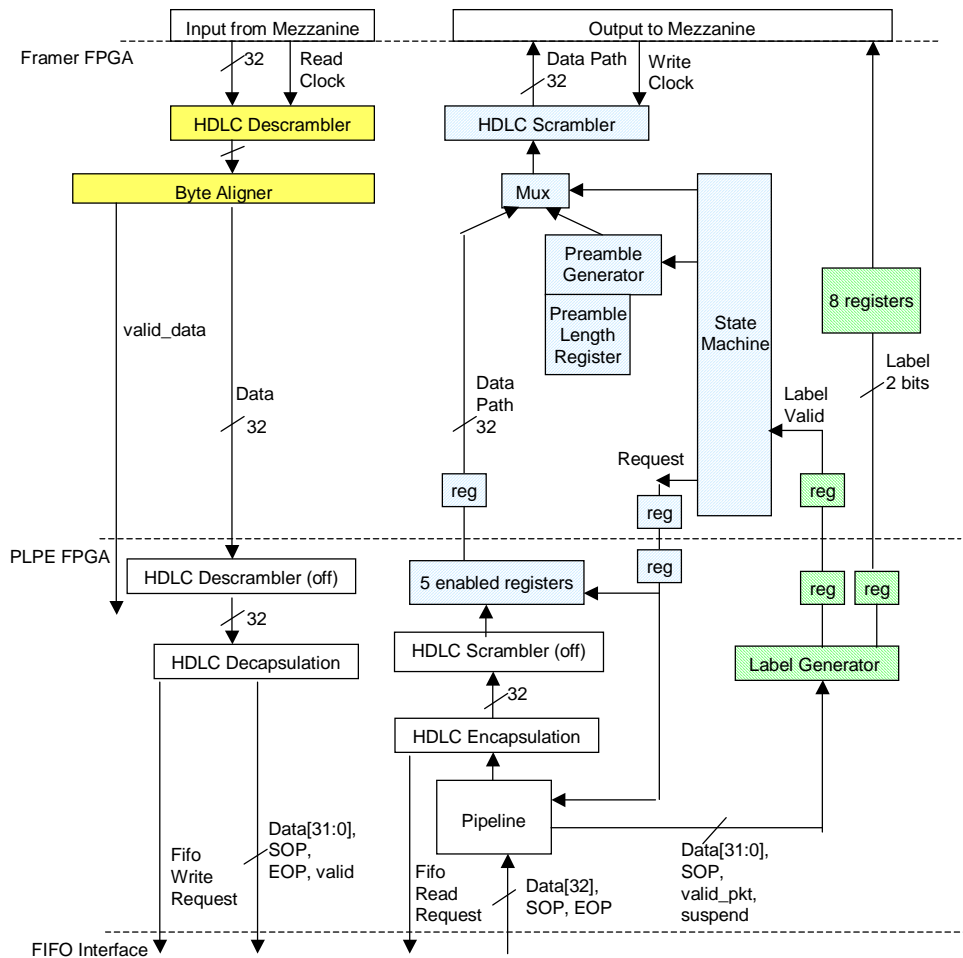 Input from Mezzanine
Output to Mezzanine
Framer FPGA
32
Read
Clock
Data Path
32
Write
Clock
HDLC Descrambler
HDLC Scrambler
Byte Aligner
Mux
Preamble
Generator
Preamble
Length
Register
State
Machine
8 registers
valid_data
Data
32
Data
Path
32
Label
2 bits
Label
Valid
Request
reg
reg
reg
PLPE FPGA
HDLC Descrambler (off)
5 enabled registers
reg
reg
reg
32
HDLC Decapsulation
HDLC Scrambler (off)
Label Generator
32
HDLC Encapsulation
Pipeline
Fifo
Write
Request
Data[31:0],
SOP,
EOP, valid
Fifo
Read
Request
Data[32],
SOP, EOP
Data[31:0],
SOP,
valid_pkt,
suspend
FIFO Interface